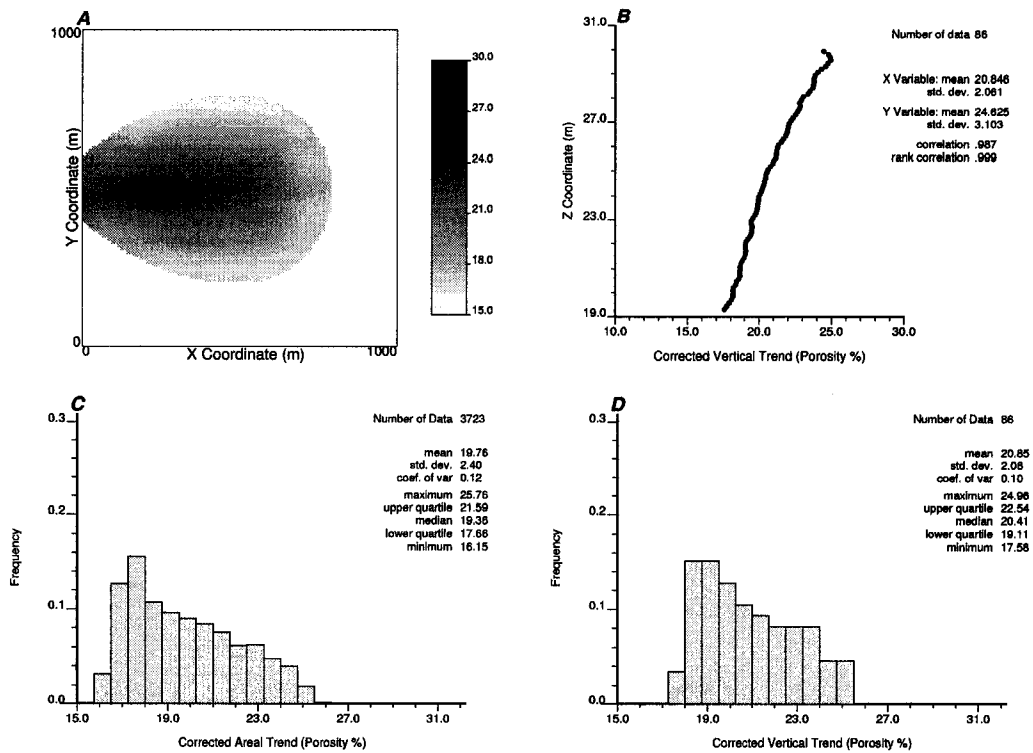 A
1000
Y Coordinate (m)
0
0
X Coordinate (m)
1000
30.0
27.0
24.0
21.0
18.0
15.0
B
31.0
27.0
23.0
19.0
Z Coordinate (m)
10.0 15.0 20.0 25.0 30.0
Corrected Vertical Trend (Porosity %)
Number of data 86
X Variable: mean 20.846
std. dev. 2.061
Y Variable: mean 24.625
std. dev. 3.103
correlation .987
rank correlation .999
C
0.3
0.2
0.1
0.0
Frequency
15.0 19.0 23.0 27.0 31.0
Corrected Areal Trend (Porosity %)
Number of Data 3723
mean 19.76
std. dev. 2.40
coef. of var 0.12
maximum 25.76
upper quartile 21.59
median 19.36
lower quartile 17.66
minimum 16.15
D
0.3
0.2
0.1
0.0
Frequency
15.0 19.0 23.0 27.0 31.0
Corrected Vertical Trend (Porosity %)
Number of Data 86
mean 20.85
std. dev. 2.06
coef. of var 0.10
maximum 24.96
upper quartile 22.54
median 20.41
lower quartile 19.11
minimum 17.58